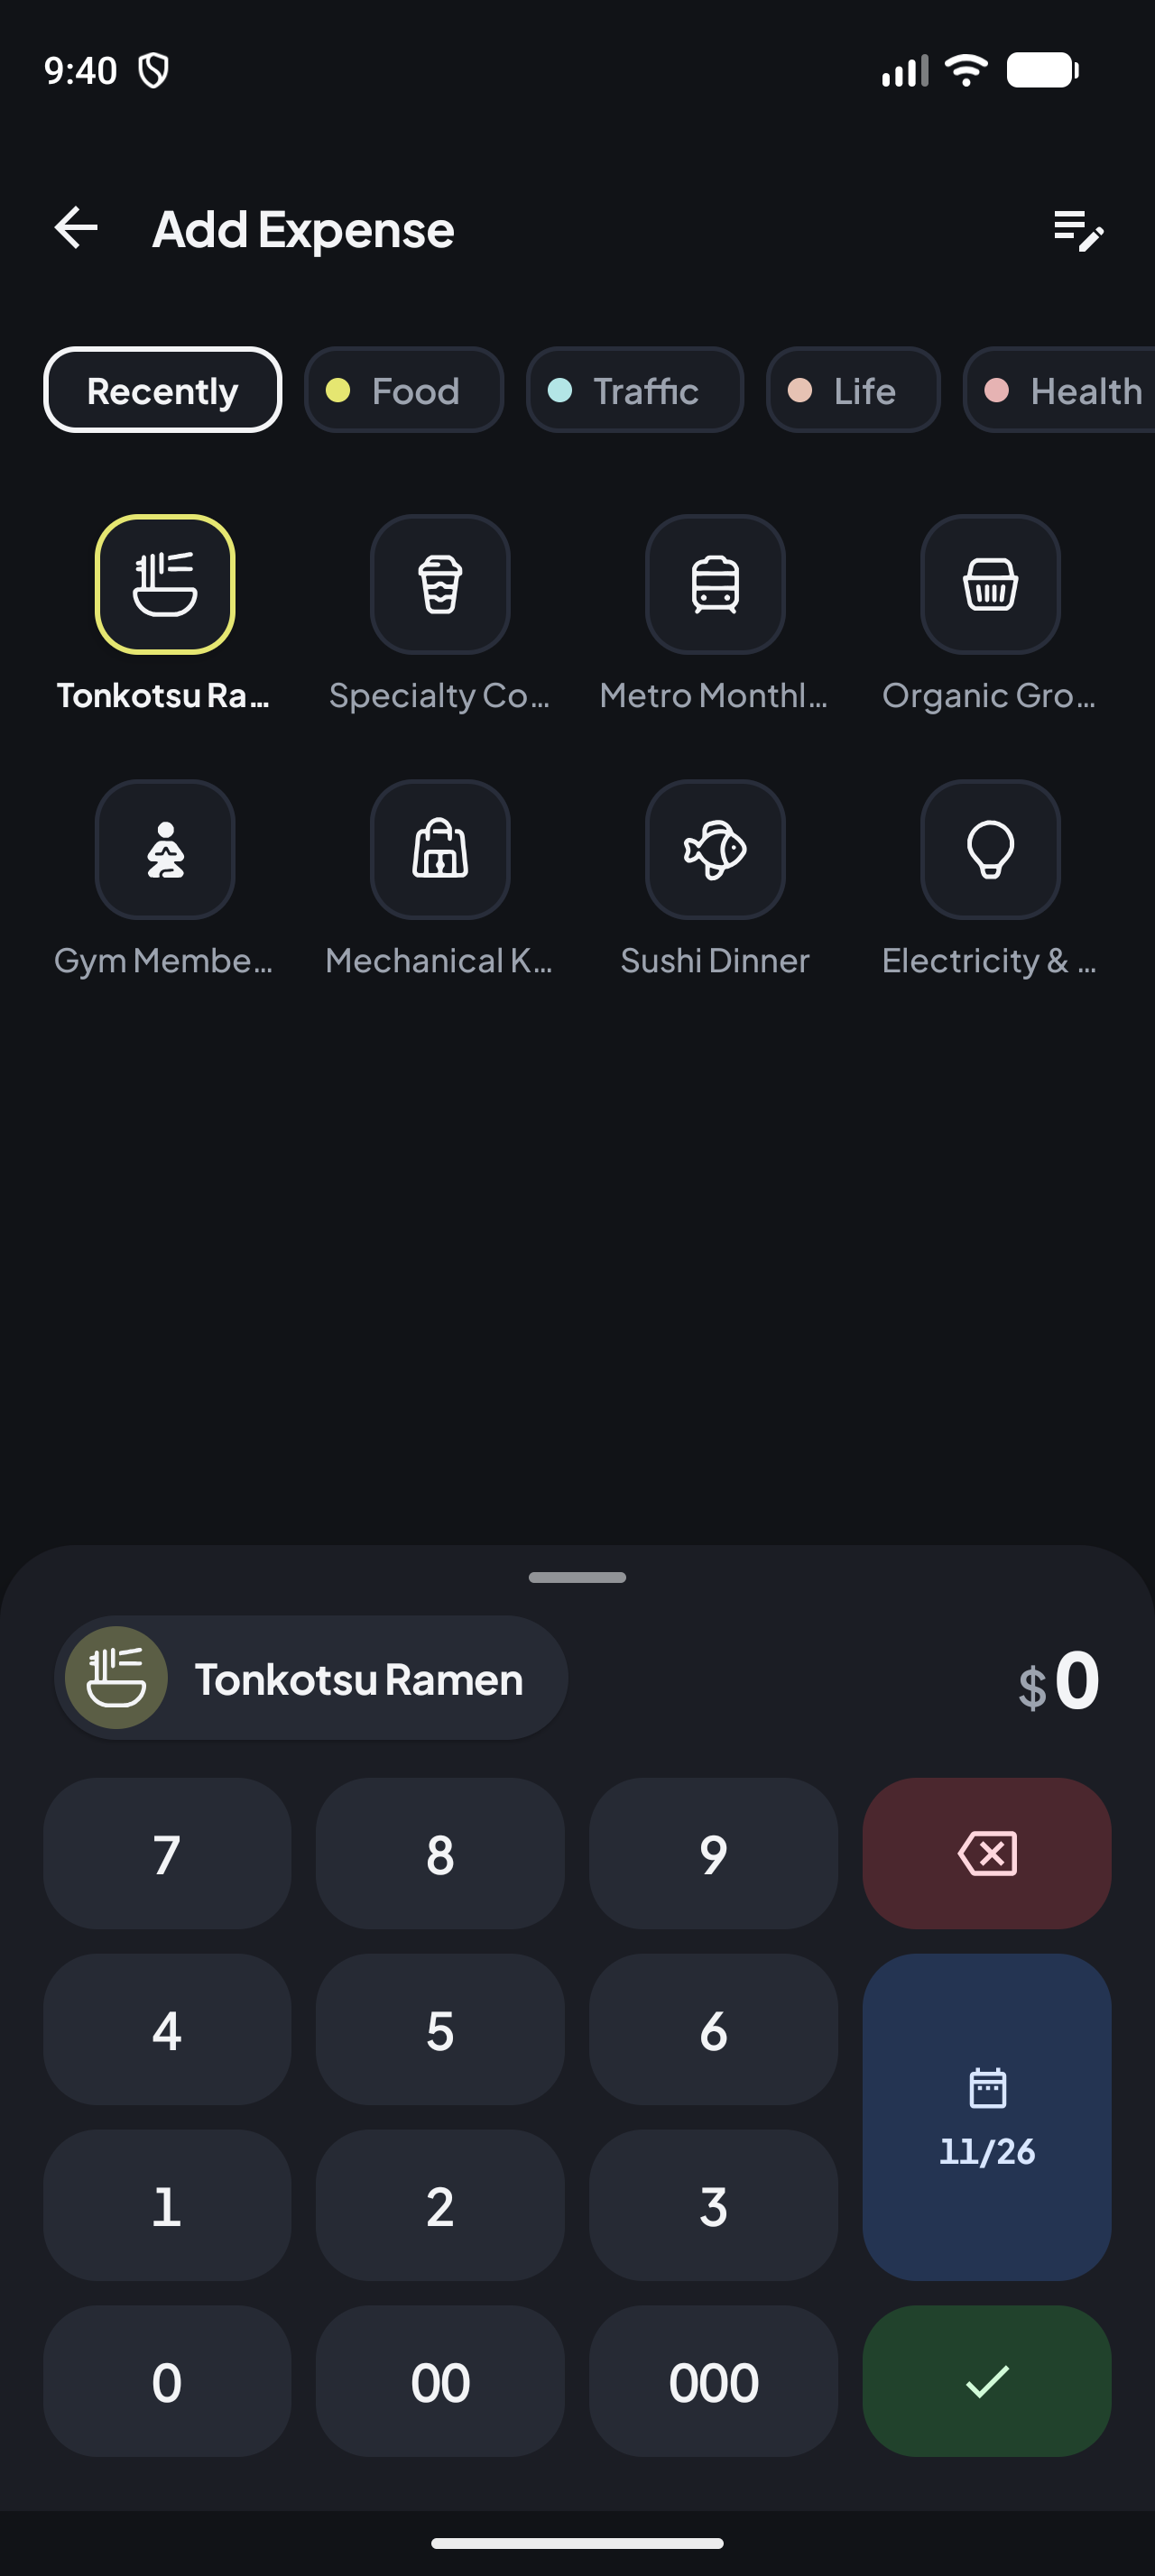 9:40
Add Expense
Recently
Food
Traffic
Life
Health
Tonkotsu Ra...
Specialty Co...
Metro Monthl...
Organic Gro...
Gym Membe...
Mechanical K...
Sushi Dinner
Electricity & ...
Tonkotsu Ramen
$0
7
8
9
4
5
6
11/26
1
2
3
0
00
000